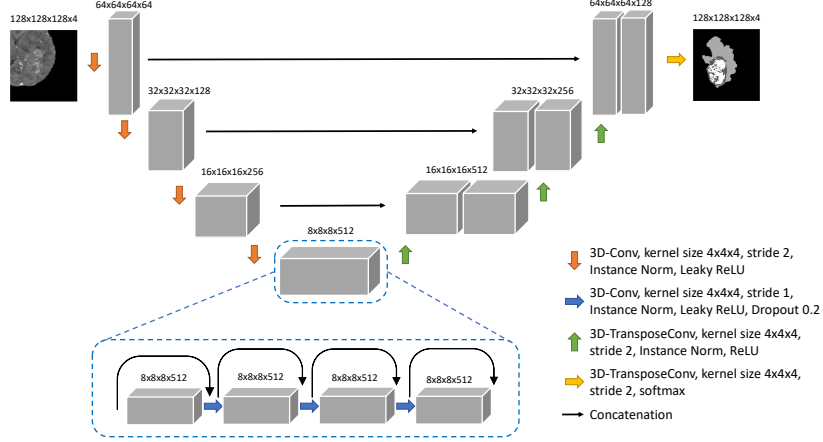 64x64x64x64
64x64x64x128
128x128x128x4
128x128x128x4
32x32x32x128
32x32x32x256
16x16x16x256
16x16x16x512
8x8x8x512
3D-Conv, kernel size 4x4x4, stride 2,
Instance Norm, Leaky ReLU
3D-Conv, kernel size 4x4x4, stride 1,
Instance Norm, Leaky ReLU, Dropout 0.2
3D-TransposeConv, kernel size 4x4x4,
stride 2, Instance Norm, ReLU
3D-TransposeConv, kernel size 4x4x4,
stride 2, softmax
Concatenation
8x8x8x512
8x8x8x512
8x8x8x512
8x8x8x512